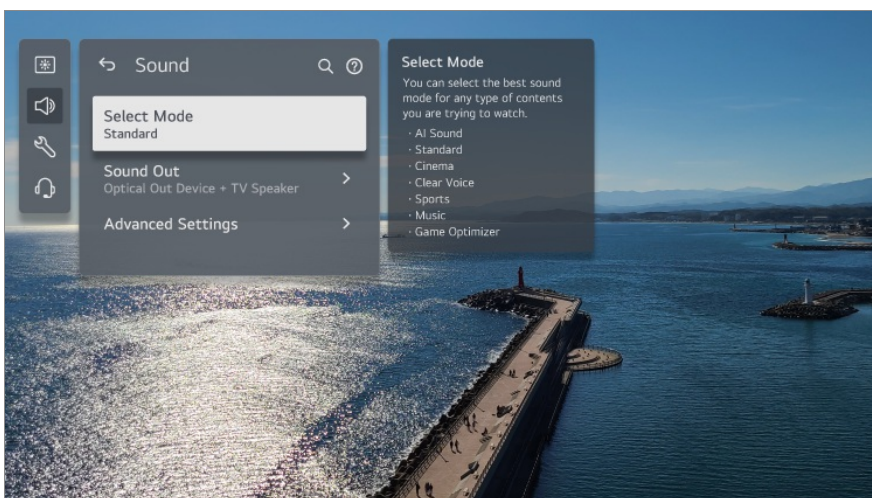 Sound
Select Mode
Standard
Sound Out
Optical Out Device + TV Speaker
Advanced Settings
Select Mode
You can select the best sound
mode for any type of contents
you are trying to watch.
· AI Sound
· Standard
· Cinema
· Clear Voice
· Sports
· Music
· Game Optimizer